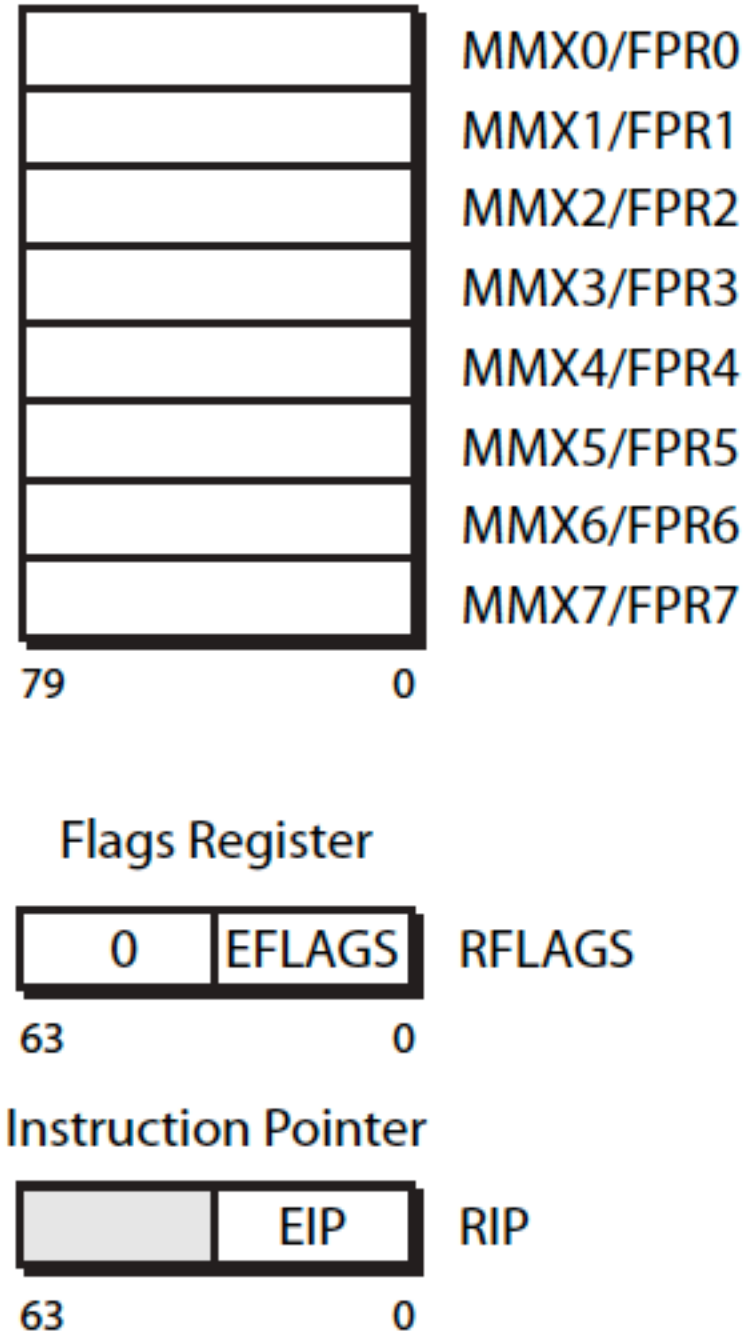 MMX0/FPR0
MMX1/FPR1
MMX2/FPR2
MMX3/FPR3
MMX4/FPR4
MMX5/FPR5
MMX6/FPR6
MMX7/FPR7
79 0
Flags Register
0 EFLAGS RFLAGS
63 0
Instruction Pointer
EIP RIP
63 0